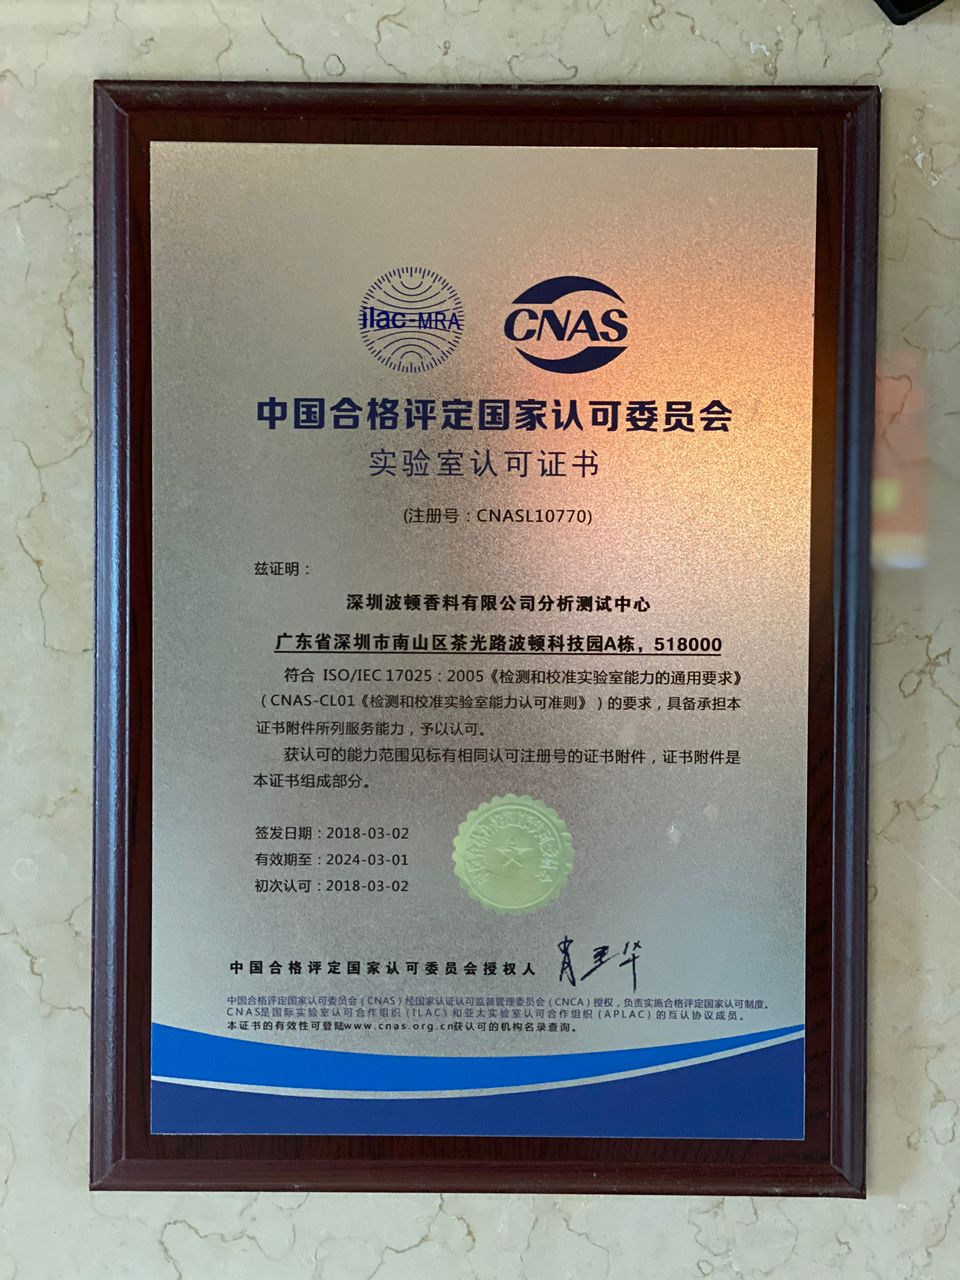 ilac-MRA
CNAS
中国合格评定国家认可委员会
实验室认可证书
(注册号：CNASL10770)
兹证明：
深圳波顿香料有限公司分析测试中心
广东省深圳市南山区茶光路波顿科技园A栋，518000
符合 ISO/IEC 17025：2005《检测和校准实验室能力的通用要求》
（CNAS-CL01《检测和校准实验室能力认可准则》）的要求，具备承担本
证书附件所列服务能力，予以认可。
获认可的能力范围见标有相同认可注册号的证书附件，证书附件是
本证书组成部分。
签发日期：2018-03-02
有效期至：2024-03-01
初次认可：2018-03-02
中国合格评定国家认可委员会授权人
中国合格评定国家认可委员会（CNAS）经国家认证认可监督管理委员会（CNCA）授权，负责实施合格评定国家认可制度。
CNAS是国际实验室认可合作组织（ILAC）和亚太实验室认可合作组织（APLAC）的互认协议成员。
本证书的有效性可登陆www.cnas.org.cn获认可的机构名录查询。